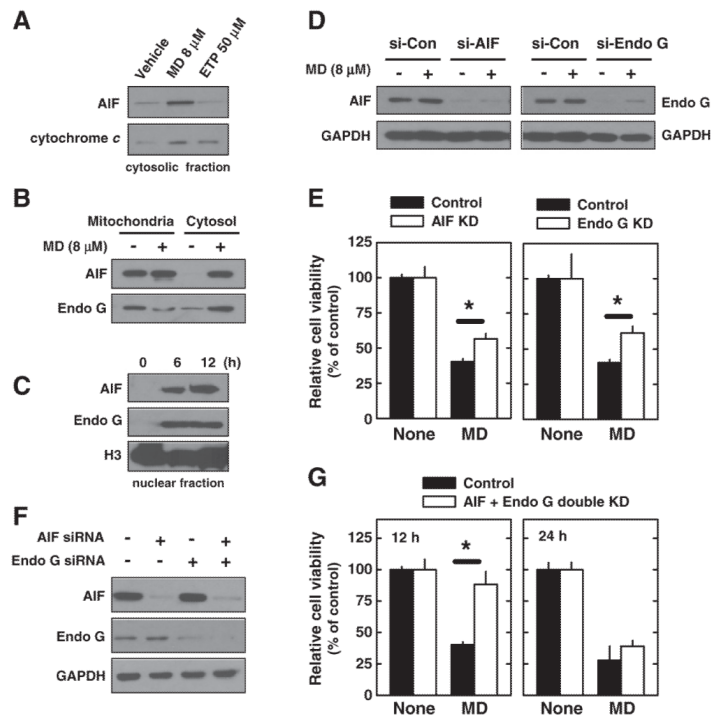 A
Vehicle
MD 8 μM
ETP 50 μM
AIF
cytochrome c
cytosolic fraction
B
Mitochondria Cytosol
MD (8 μM) - + - +
AIF
Endo G
C
0 6 12 (h)
AIF
Endo G
H3
nuclear fraction
F
AIF siRNA - + - +
Endo G siRNA - - + +
AIF
Endo G
GAPDH
D
si-Con si-AIF si-Con si-Endo G
MD (8 μM) - + - + - + - +
AIF Endo G
GAPDH GAPDH
E
Control
AIF KD
Control
Endo G KD
Relative cell viability
(% of control)
125
100
75
50
25
0
*
*
None MD None MD
G
Control
AIF + Endo G double KD
Relative cell viability
(% of control)
125
100
75
50
25
0
12 h
*
24 h
None MD None MD